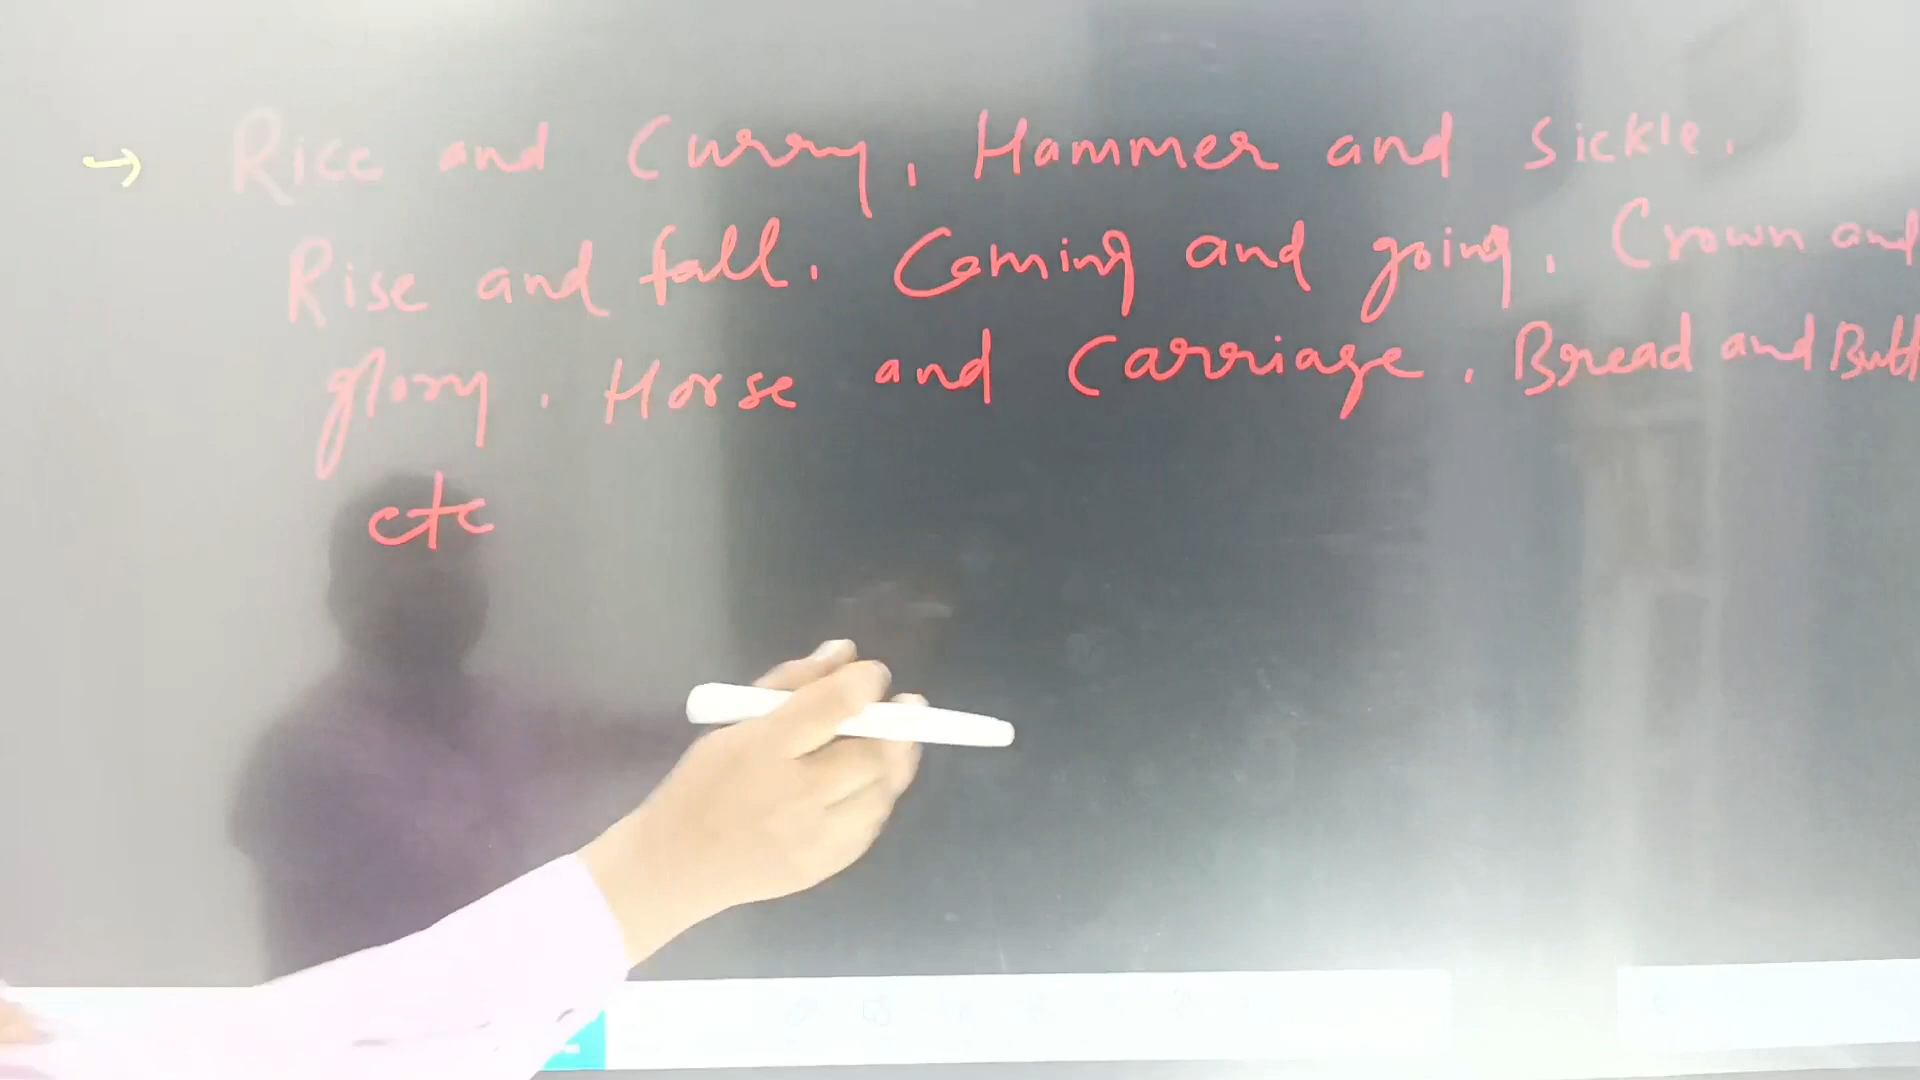 → Rice and Curry, Hammer and Sickle,
Rise and fall, Coming and going, Crown and
glory, Horse and Carriage, Bread and Butt
etc